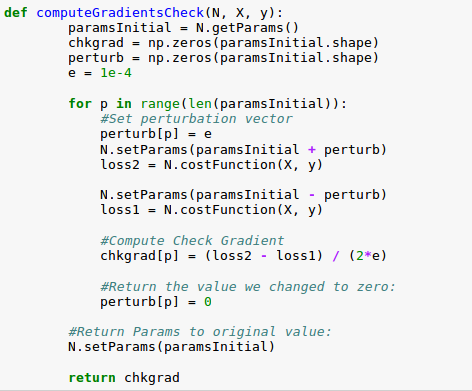 def computeGradientsCheck(N, X, y):
        paramsInitial = N.getParams()
        chkgrad = np.zeros(paramsInitial.shape)
        perturb = np.zeros(paramsInitial.shape)
        e = 1e-4

        for p in range(len(paramsInitial)):
            #Set perturbation vector
            perturb[p] = e
            N.setParams(paramsInitial + perturb)
            loss2 = N.costFunction(X, y)

            N.setParams(paramsInitial - perturb)
            loss1 = N.costFunction(X, y)

            #Compute Check Gradient
            chkgrad[p] = (loss2 - loss1) / (2*e)

            #Return the value we changed to zero:
            perturb[p] = 0

        #Return Params to original value:
        N.setParams(paramsInitial)

        return chkgrad